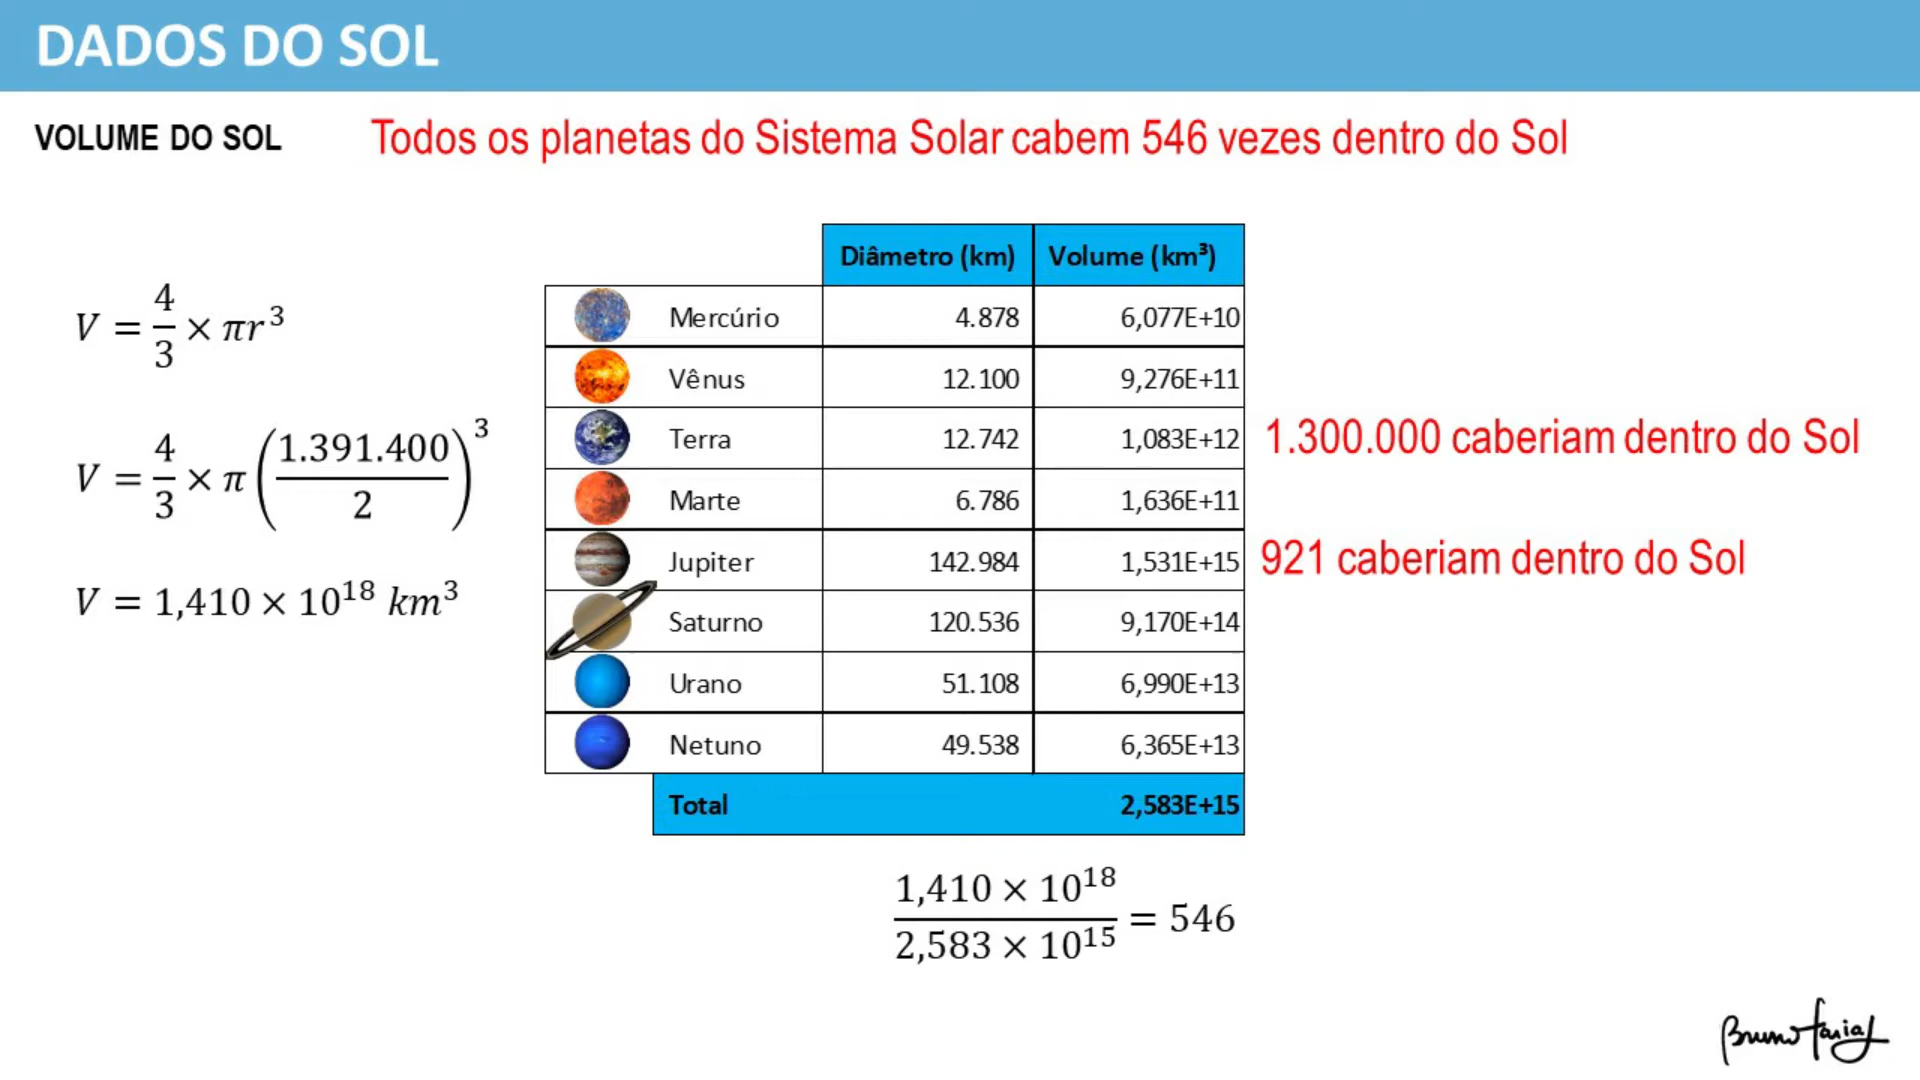 DADOS DO SOL
VOLUME DO SOL
Todos os planetas do Sistema Solar cabem 546 vezes dentro do Sol
V = 4/3 × πr³
V = 4/3 × π (1.391.400/2)³
V = 1,410 × 10¹⁸ km³
Diâmetro (km) Volume (km³)
Mercúrio 4.878 6,077E+10
Vênus 12.100 9,276E+11
Terra 12.742 1,083E+12 1.300.000 caberiam dentro do Sol
Marte 6.786 1,636E+11
Jupiter 142.984 1,531E+15 921 caberiam dentro do Sol
Saturno 120.536 9,170E+14
Urano 51.108 6,990E+13
Netuno 49.538 6,365E+13
Total 2,583E+15
1,410 × 10¹⁸ / 2,583 × 10¹⁵ = 546
Bruno Farias